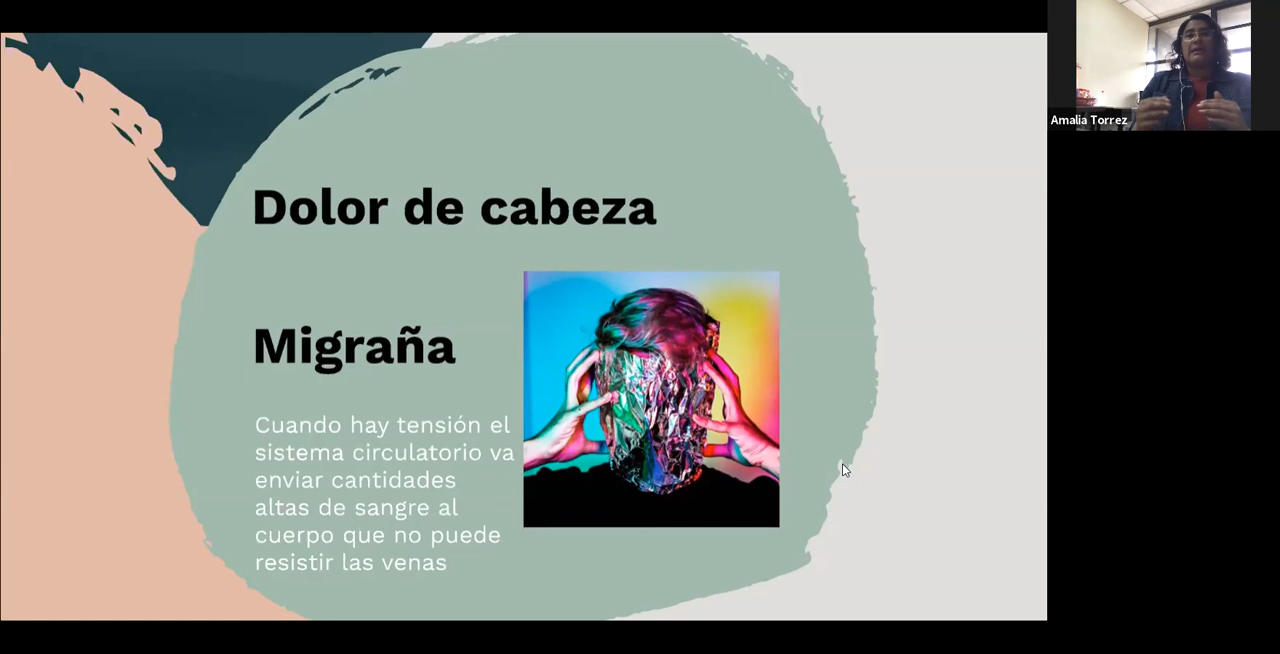 Dolor de cabeza
Migraña
Cuando hay tensión el
sistema circulatorio va
enviar cantidades
altas de sangre al
cuerpo que no puede
resistir las venas
Amalia Torrez